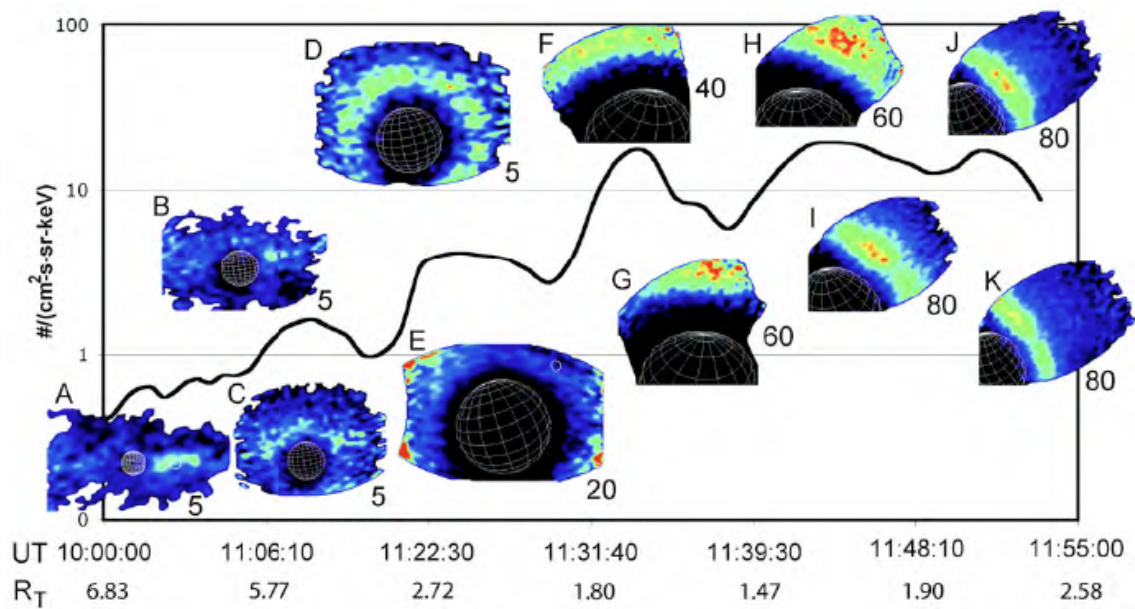 100
10
1
0
#/(cm²-s-sr-keV)
A
5
B
5
C
5
D
5
E
20
F
40
G
60
H
60
I
80
J
80
K
80
UT 10:00:00 11:06:10 11:22:30 11:31:40 11:39:30 11:48:10 11:55:00
R_T 6.83 5.77 2.72 1.80 1.47 1.90 2.58